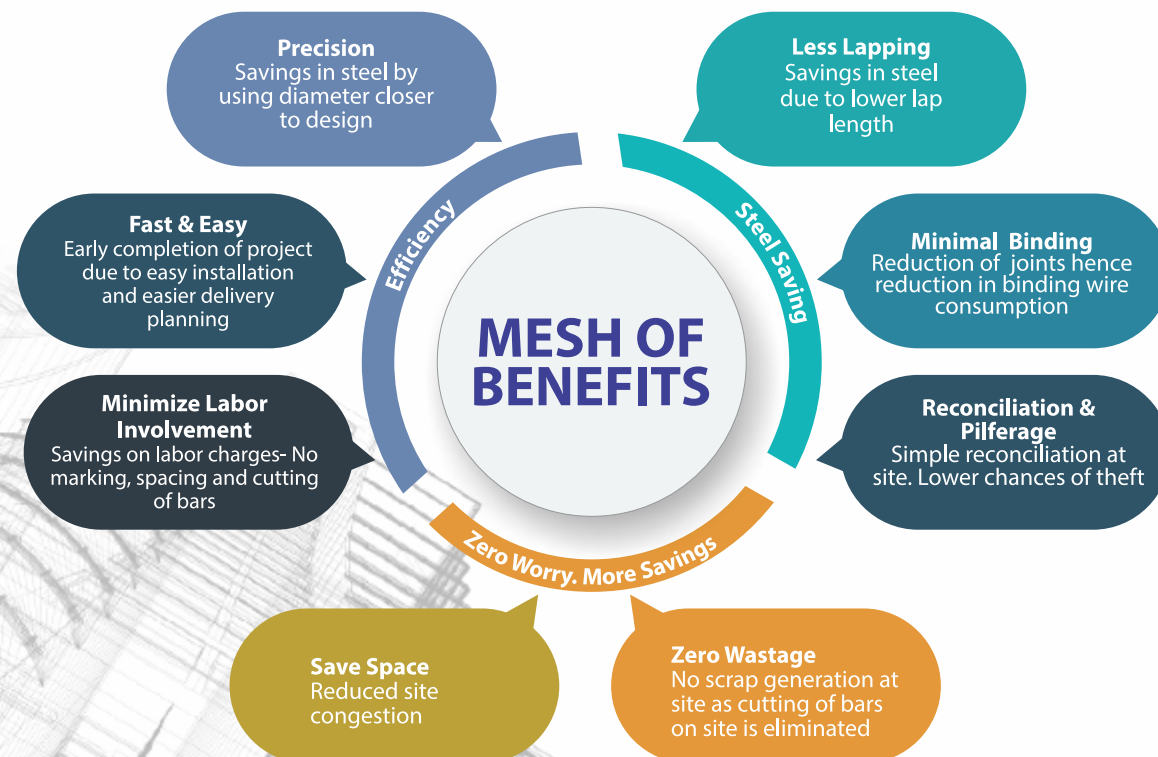 Precision
Savings in steel by
using diameter closer
to design
Less Lapping
Savings in steel
due to lower lap
length
Fast & Easy
Early completion of project
due to easy installation
and easier delivery
planning
Efficiency
Steel Saving
Minimal Binding
Reduction of joints hence
reduction in binding wire
consumption
MESH OF
BENEFITS
Minimize Labor
Involvement
Savings on labor charges- No
marking, spacing and cutting
of bars
Reconciliation &
Pilferage
Simple reconciliation at
site. Lower chances of theft
Zero Worry. More Savings
Save Space
Reduced site
congestion
Zero Wastage
No scrap generation at
site as cutting of bars
on site is eliminated